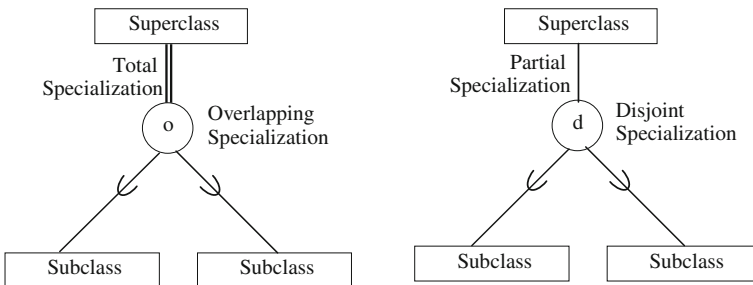 Superclass
Total
Specialization
o
Overlapping
Specialization
Subclass
Subclass
Superclass
Partial
Specialization
d
Disjoint
Specialization
Subclass
Subclass